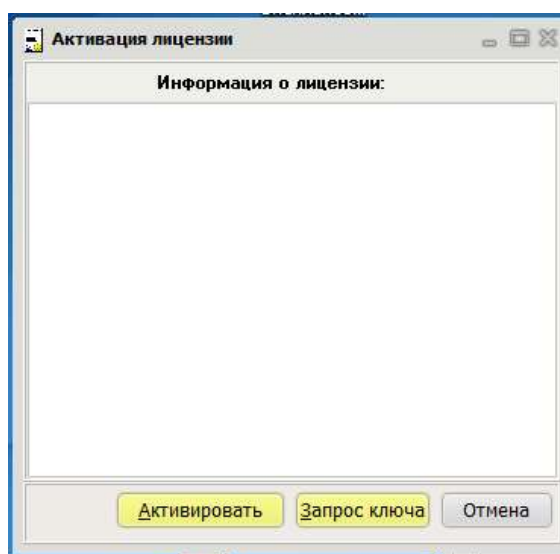 Активация лицензии
Информация о лицензии:
Активировать Запрос ключа Отмена